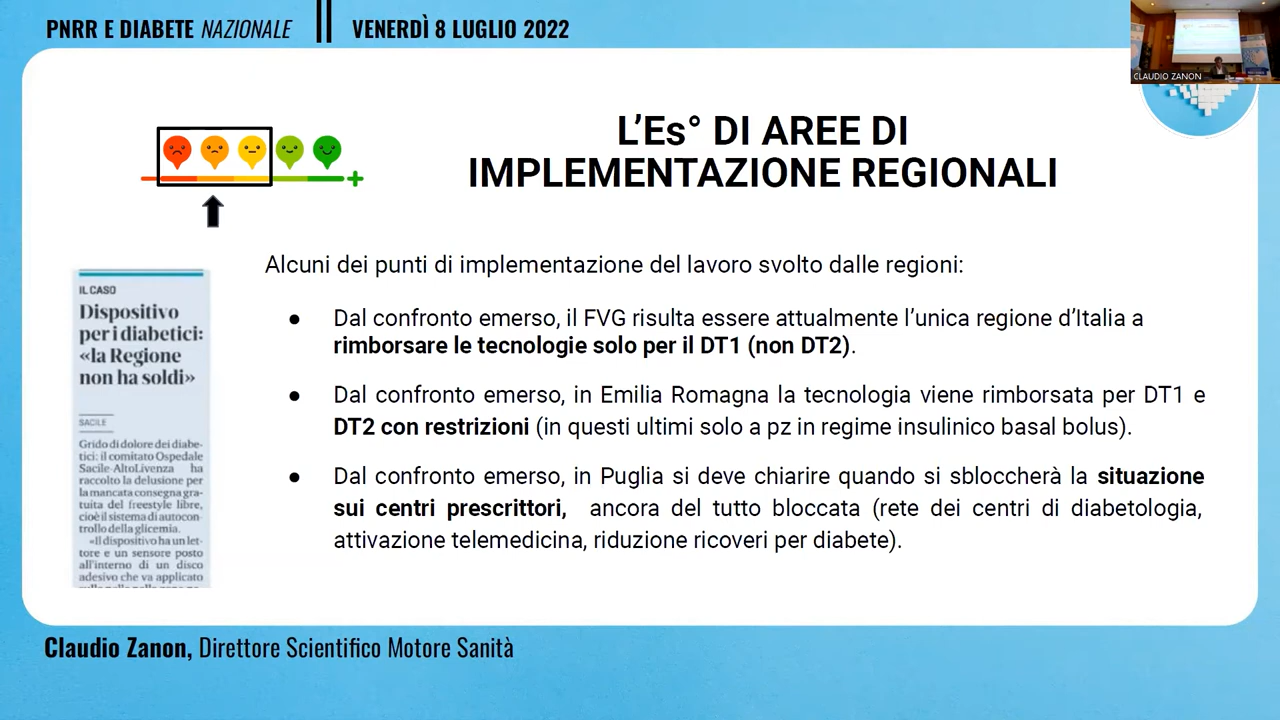 PNRR E DIABETE NAZIONALE
VENERDÌ 8 LUGLIO 2022
CLAUDIO ZANON
L'Es° DI AREE DI
IMPLEMENTAZIONE REGIONALI
Alcuni dei punti di implementazione del lavoro svolto dalle regioni:
● Dal confronto emerso, il FVG risulta essere attualmente l'unica regione d'Italia a
rimborsare le tecnologie solo per il DT1 (non DT2).
● Dal confronto emerso, in Emilia Romagna la tecnologia viene rimborsata per DT1 e
DT2 con restrizioni (in questi ultimi solo a pz in regime insulinico basal bolus).
● Dal confronto emerso, in Puglia si deve chiarire quando si sbloccherà la situazione
sui centri prescrittori, ancora del tutto bloccata (rete dei centri di diabetologia,
attivazione telemedicina, riduzione ricoveri per diabete).
IL CASO
Dispositivo
per i diabetici:
«la Regione
non ha soldi»
SACILE
Grido di dolore dei diabe-
tici: il comitato Ospedale
Sacile-AltoLivenza ha
raccolto la delusione per
la mancata consegna gra-
tuita del freestyle libre,
cioè il sistema di autocon-
trollo della glicemia.
«Il dispositivo ha un let-
tore e un sensore posto
all'interno di un disco
adesivo che va applicato
Claudio Zanon, Direttore Scientifico Motore Sanità